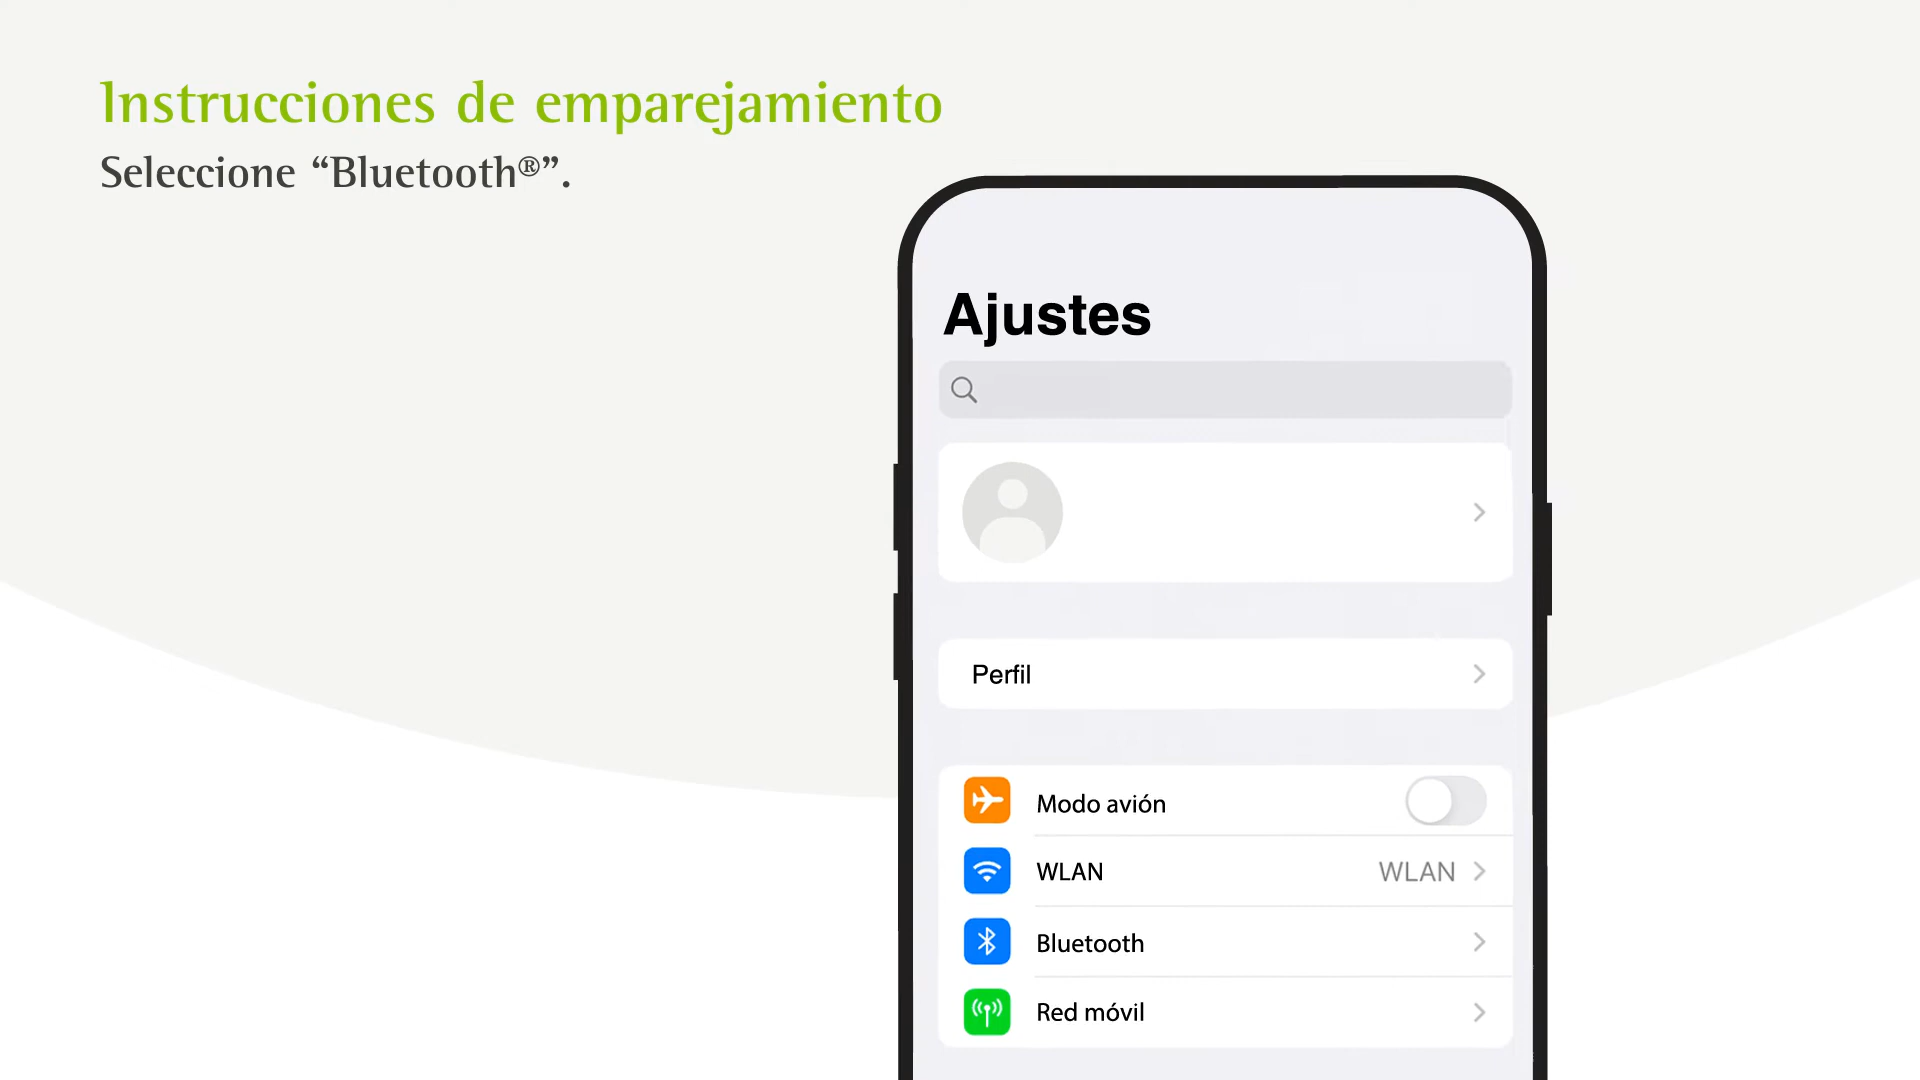 Instrucciones de emparejamiento
Seleccione “Bluetooth®”.
Ajustes
Perfil
Modo avión
WLAN WLAN
Bluetooth
Red móvil